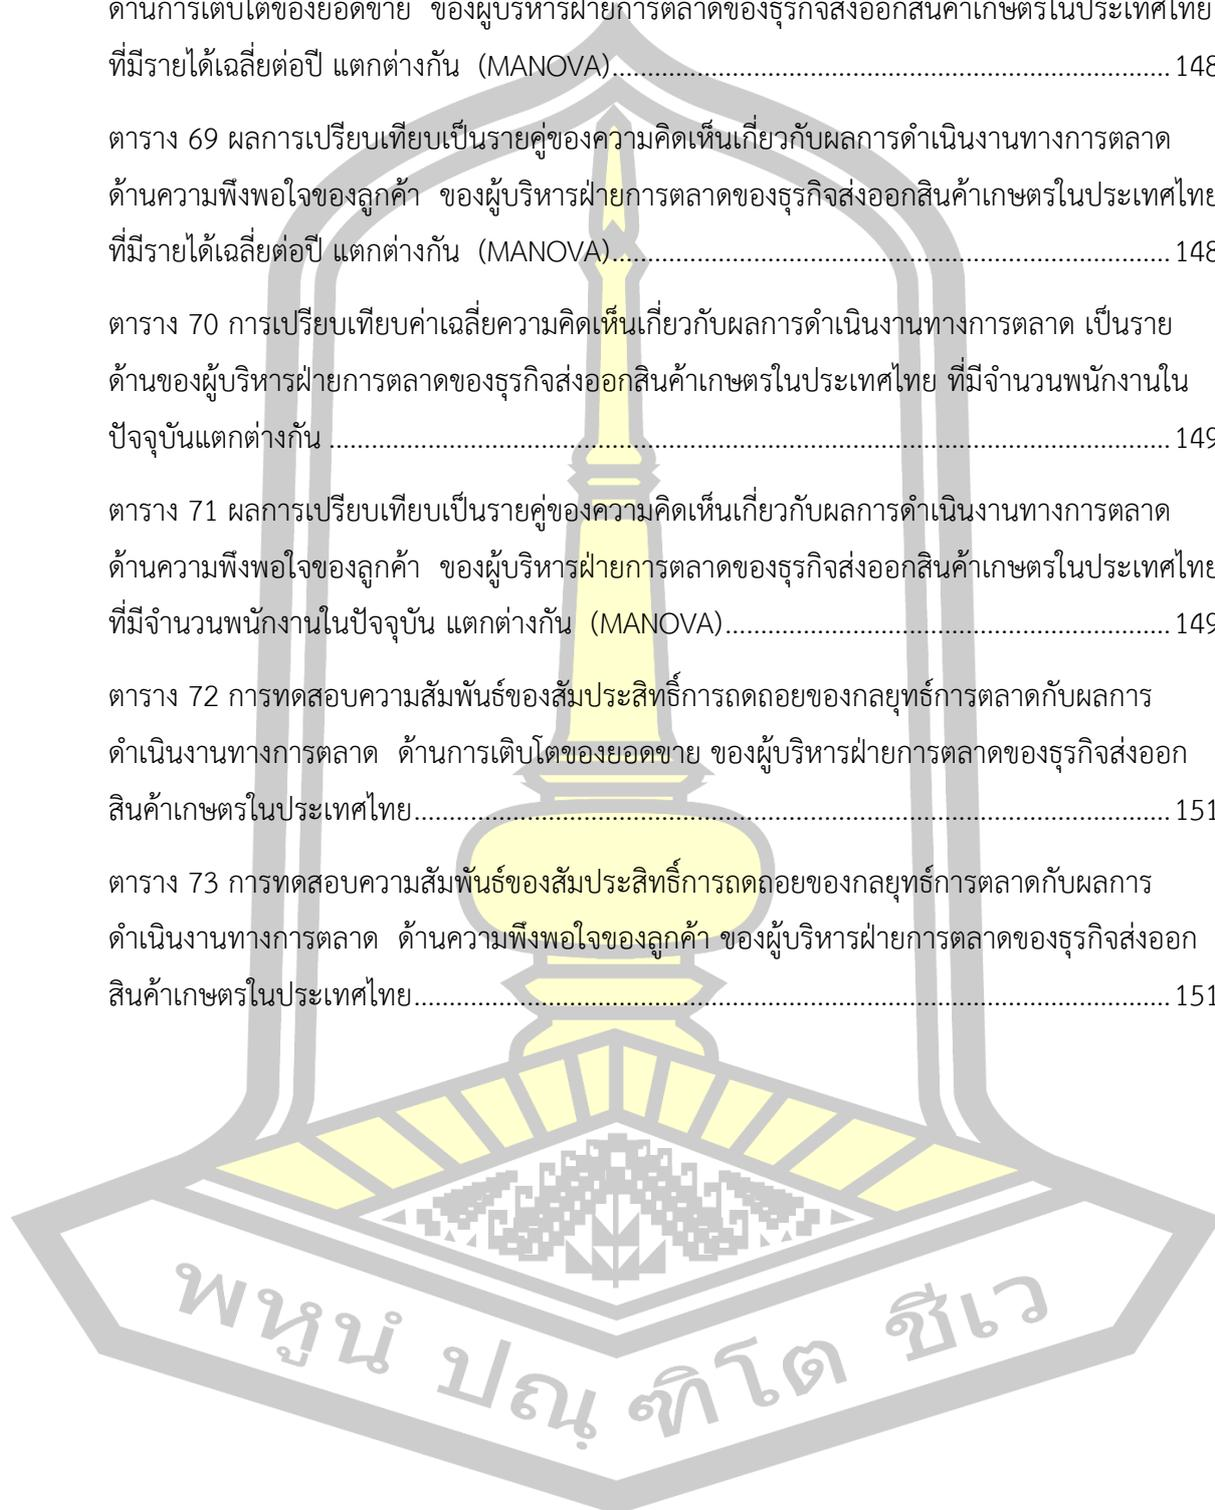 ด้านการเติบโตของยอดขาย  ของผู้บริหารฝ่ายการตลาดของธุรกิจส่งออกสินค้าเกษตรในประเทศไทย
ที่มีรายได้เฉลี่ยต่อปี แตกต่างกัน  (MANOVA)........................................................................................ 148
ตาราง 69 ผลการเปรียบเทียบเป็นรายคู่ของความคิดเห็นเกี่ยวกับผลการดำเนินงานทางการตลาด
ด้านความพึงพอใจของลูกค้า  ของผู้บริหารฝ่ายการตลาดของธุรกิจส่งออกสินค้าเกษตรในประเทศไทย
ที่มีรายได้เฉลี่ยต่อปี แตกต่างกัน  (MANOVA)........................................................................................ 148
ตาราง 70 การเปรียบเทียบค่าเฉลี่ยความคิดเห็นเกี่ยวกับผลการดำเนินงานทางการตลาด เป็นราย
ด้านของผู้บริหารฝ่ายการตลาดของธุรกิจส่งออกสินค้าเกษตรในประเทศไทย ที่มีจำนวนพนักงานใน
ปัจจุบันแตกต่างกัน ........................................................................................................................ 149
ตาราง 71 ผลการเปรียบเทียบเป็นรายคู่ของความคิดเห็นเกี่ยวกับผลการดำเนินงานทางการตลาด
ด้านความพึงพอใจของลูกค้า  ของผู้บริหารฝ่ายการตลาดของธุรกิจส่งออกสินค้าเกษตรในประเทศไทย
ที่มีจำนวนพนักงานในปัจจุบัน แตกต่างกัน  (MANOVA)................................................................ 149
ตาราง 72 การทดสอบความสัมพันธ์ของสัมประสิทธิ์การถดถอยของกลยุทธ์การตลาดกับผลการ
ดำเนินงานทางการตลาด  ด้านการเติบโตของยอดขาย ของผู้บริหารฝ่ายการตลาดของธุรกิจส่งออก
สินค้าเกษตรในประเทศไทย............................................................................................................ 151
ตาราง 73 การทดสอบความสัมพันธ์ของสัมประสิทธิ์การถดถอยของกลยุทธ์การตลาดกับผลการ
ดำเนินงานทางการตลาด  ด้านความพึงพอใจของลูกค้า ของผู้บริหารฝ่ายการตลาดของธุรกิจส่งออก
สินค้าเกษตรในประเทศไทย............................................................................................................ 151
พหูนํ ปณฺฑิโต ชีเว